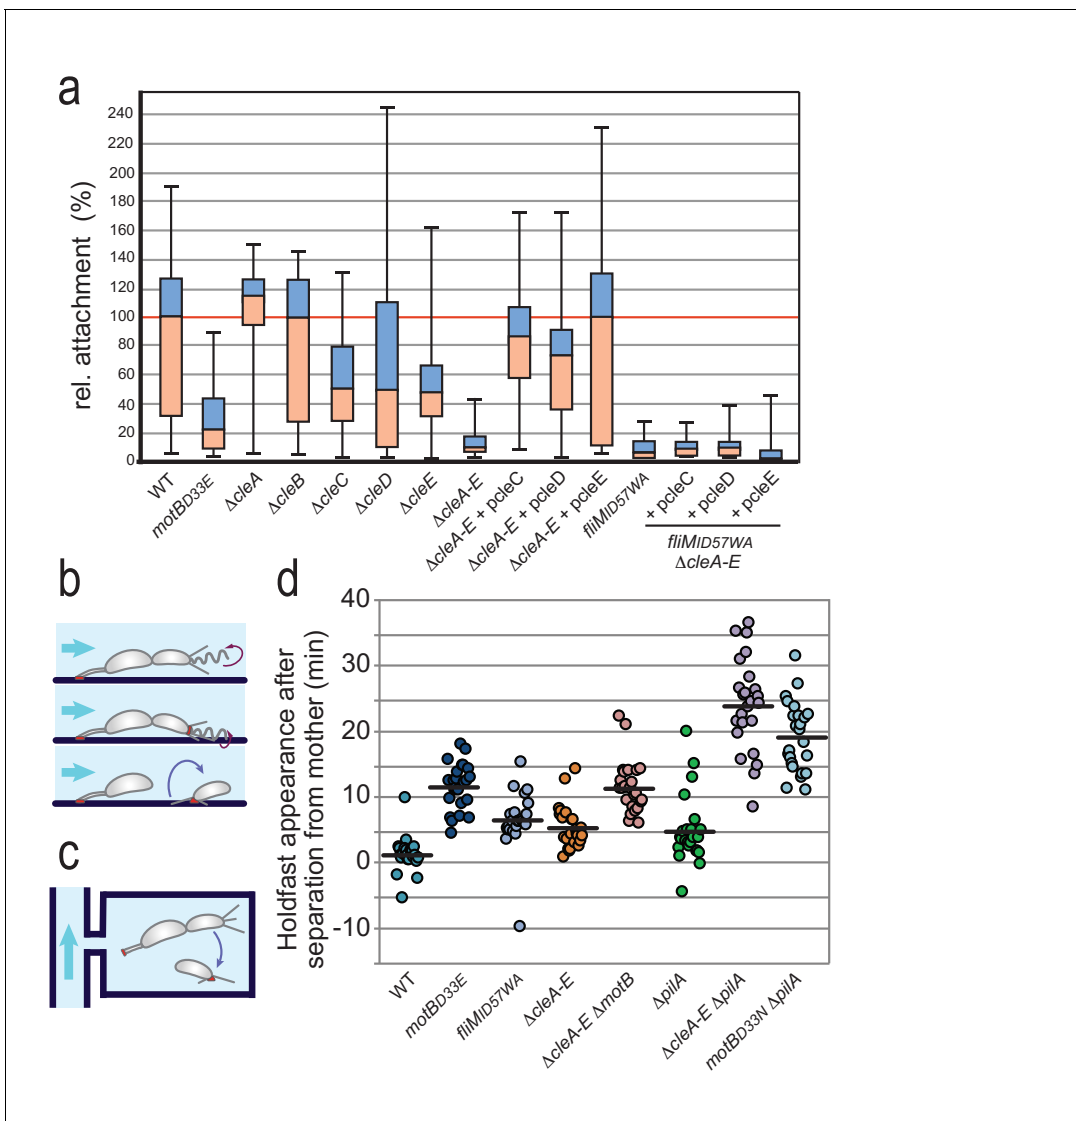 a
rel. attachment (%)
240
220
200
180
160
140
120
100
80
60
40
20
0
WT
motBD33E
ΔcleA
ΔcleB
ΔcleC
ΔcleD
ΔcleE
ΔcleA-E
ΔcleA-E + pcleC
ΔcleA-E + pcleD
ΔcleA-E + pcleE
fliMID57WA
+ pcleC
+ pcleD
+ pcleE
fliMID57WA
ΔcleA-E
b
c
d
Holdfast appearance after
separation from mother (min)
40
30
20
10
0
-10
WT
motBD33E
fliMID57WA
ΔcleA-E
ΔcleA-E ΔmotB
ΔpilA
ΔcleA-E ΔpilA
motBD33N ΔpilA